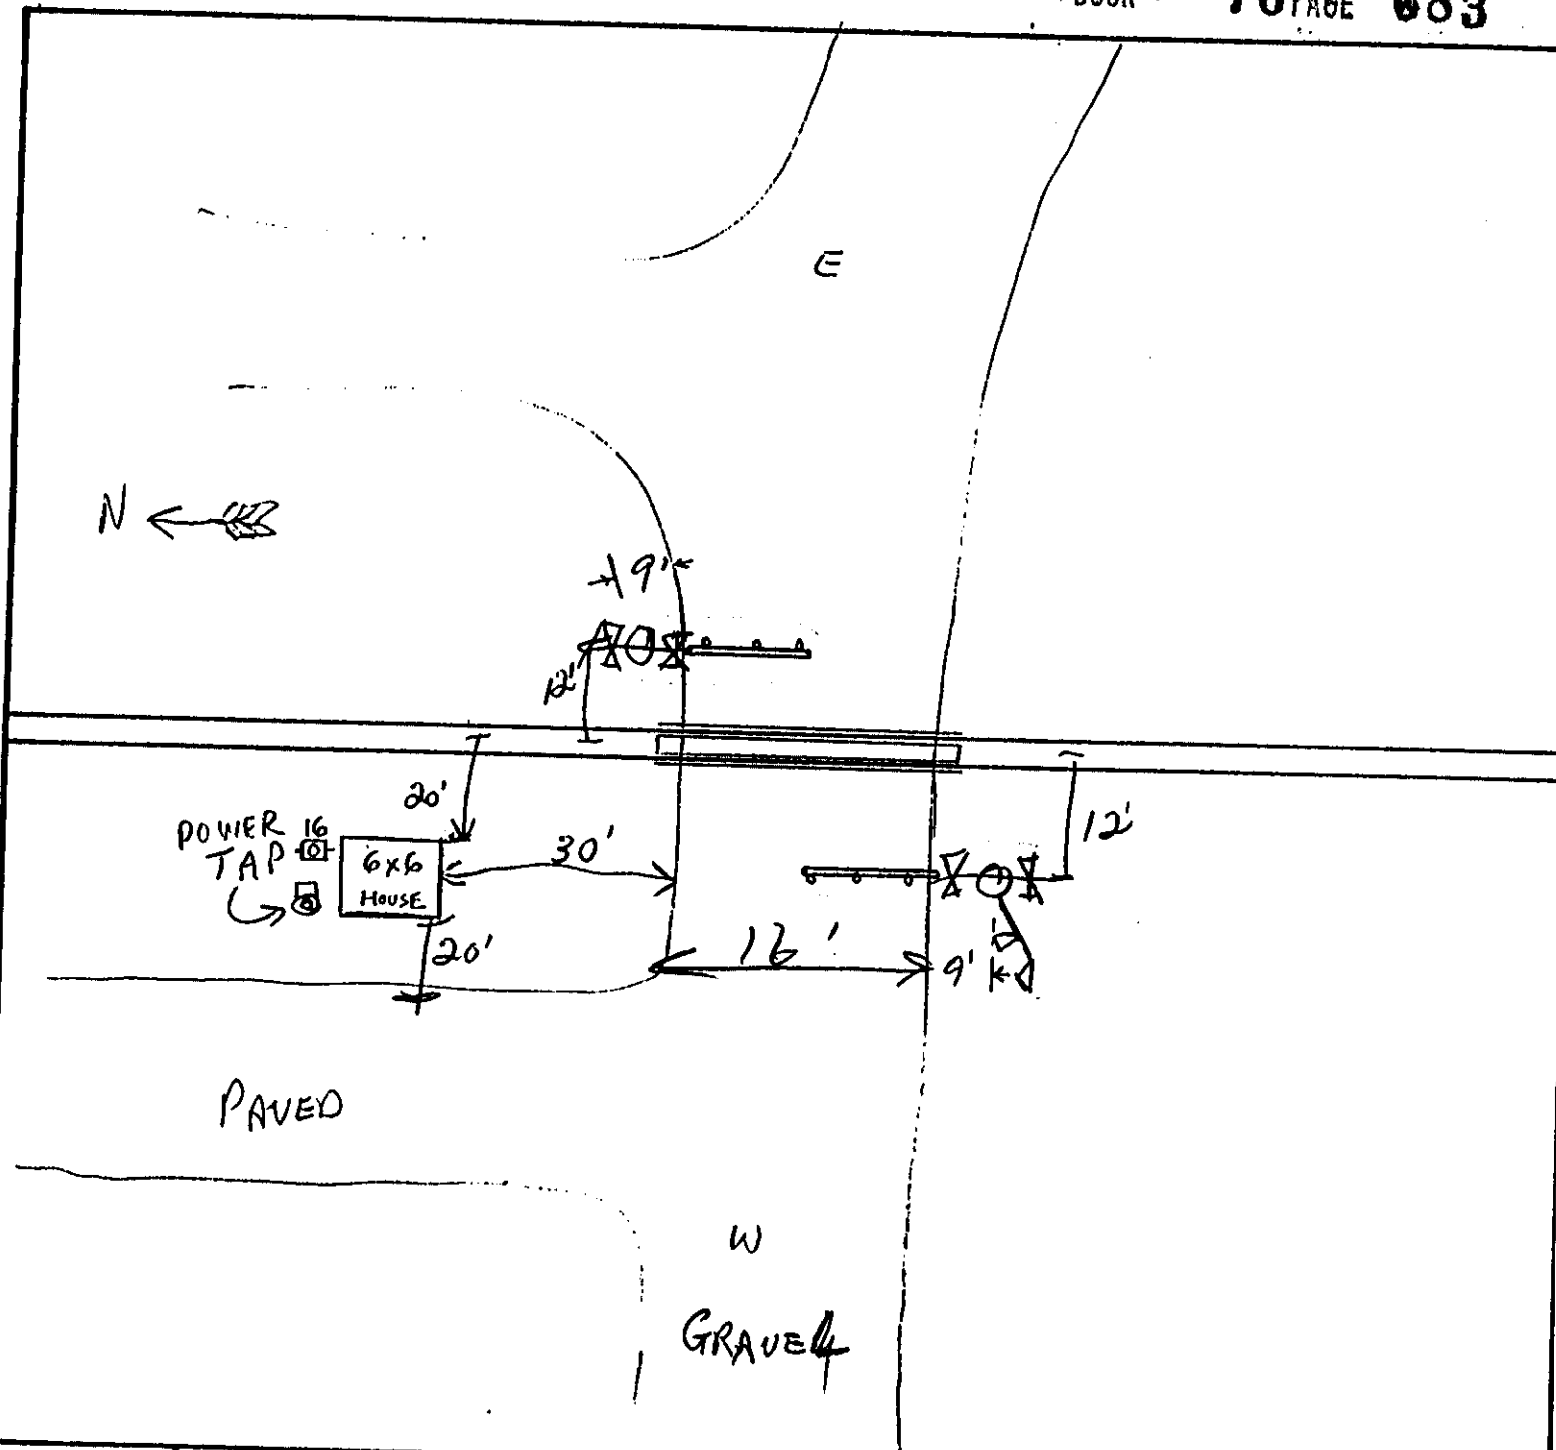 PAGE 083
E
N
9'
12'
20'
POWER 16
TAP
6x6
HOUSE
30'
12'
20'
16'
9'
PAVED
W
GRAVEL